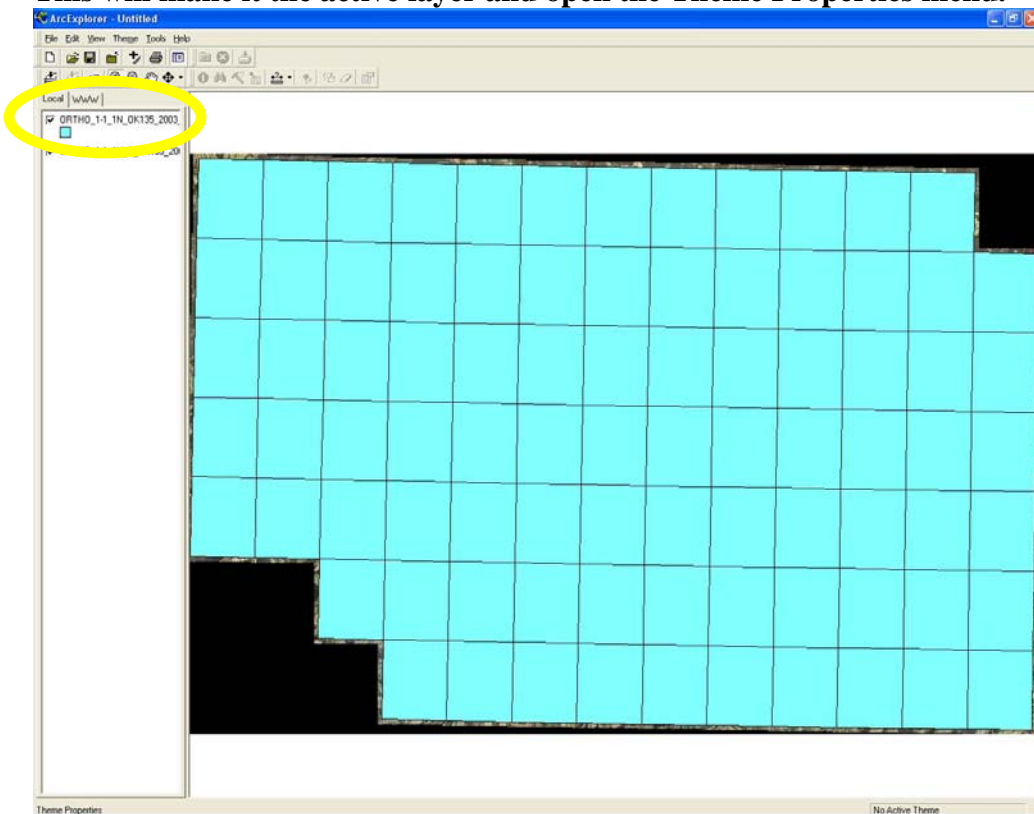 This will make it the active layer and open the Theme Properties menu.
ArcExplorer - Untitled
File Edit View Theme Tools Help
Local WWW
ORTHO_1-1_1N_OK135_2003_
Theme Properties No Active Theme